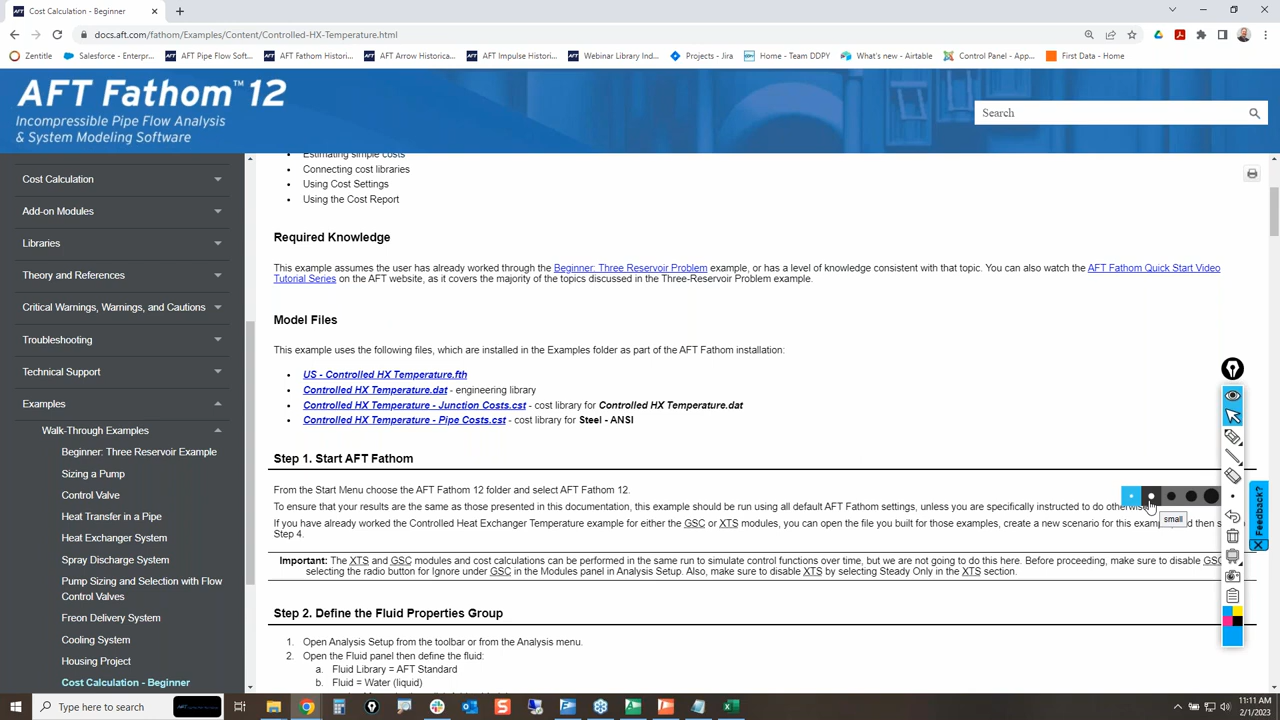 Cost Calculation - Beginner
docs.aft.com/fathom/Examples/Content/Controlled-HX-Temperature.html
Zentitle
Salesforce - Enterpr...
AFT Pipe Flow Soft...
AFT Fathom Histori...
AFT Arrow Historica...
AFT Impulse Histori...
Webinar Library Ind...
Projects - Jira
Home - Team DDPY
What's new - Airtable
Control Panel - App...
First Data - Home
AFT Fathom™ 12
Incompressible Pipe Flow Analysis
& System Modeling Software
Search
Cost Calculation
Add-on Modules
Libraries
Theory and References
Critical Warnings, Warnings, and Cautions
Troubleshooting
Technical Support
Examples
Walk-Through Examples
Beginner: Three Reservoir Example
Sizing a Pump
Control Valve
Heat Transfer in a Pipe
Heat Exchanger System
Spray Discharge System
Pump Sizing and Selection with Flow
Control Valves
Freon Delivery System
Cooling System
Housing Project
Cost Calculation - Beginner
Estimating simple costs
Connecting cost libraries
Using Cost Settings
Using the Cost Report
Required Knowledge
This example assumes the user has already worked through the Beginner: Three Reservoir Problem example, or has a level of knowledge consistent with that topic. You can also watch the AFT Fathom Quick Start Video
Tutorial Series on the AFT website, as it covers the majority of the topics discussed in the Three-Reservoir Problem example.
Model Files
This example uses the following files, which are installed in the Examples folder as part of the AFT Fathom installation:
US - Controlled HX Temperature.fth
Controlled HX Temperature.dat - engineering library
Controlled HX Temperature - Junction Costs.cst - cost library for Controlled HX Temperature.dat
Controlled HX Temperature - Pipe Costs.cst - cost library for Steel - ANSI
Step 1. Start AFT Fathom
From the Start Menu choose the AFT Fathom 12 folder and select AFT Fathom 12.
To ensure that your results are the same as those presented in this documentation, this example should be run using all default AFT Fathom settings, unless you are specifically instructed to do otherwise.
If you have already worked the Controlled Heat Exchanger Temperature example for either the GSC or XTS modules, you can open the file you built for those examples, create a new scenario for this examp
Step 4.
small
Important: The XTS and GSC modules and cost calculations can be performed in the same run to simulate control functions over time, but we are not going to do this here. Before proceeding, make sure to disable GSC
selecting the radio button for Ignore under GSC in the Modules panel in Analysis Setup. Also, make sure to disable XTS by selecting Steady Only in the XTS section.
Step 2. Define the Fluid Properties Group
1. Open Analysis Setup from the toolbar or from the Analysis menu.
2. Open the Fluid panel then define the fluid:
a. Fluid Library = AFT Standard
b. Fluid = Water (liquid)
Feedback?
Type here to search
11:11 AM
2/1/2023